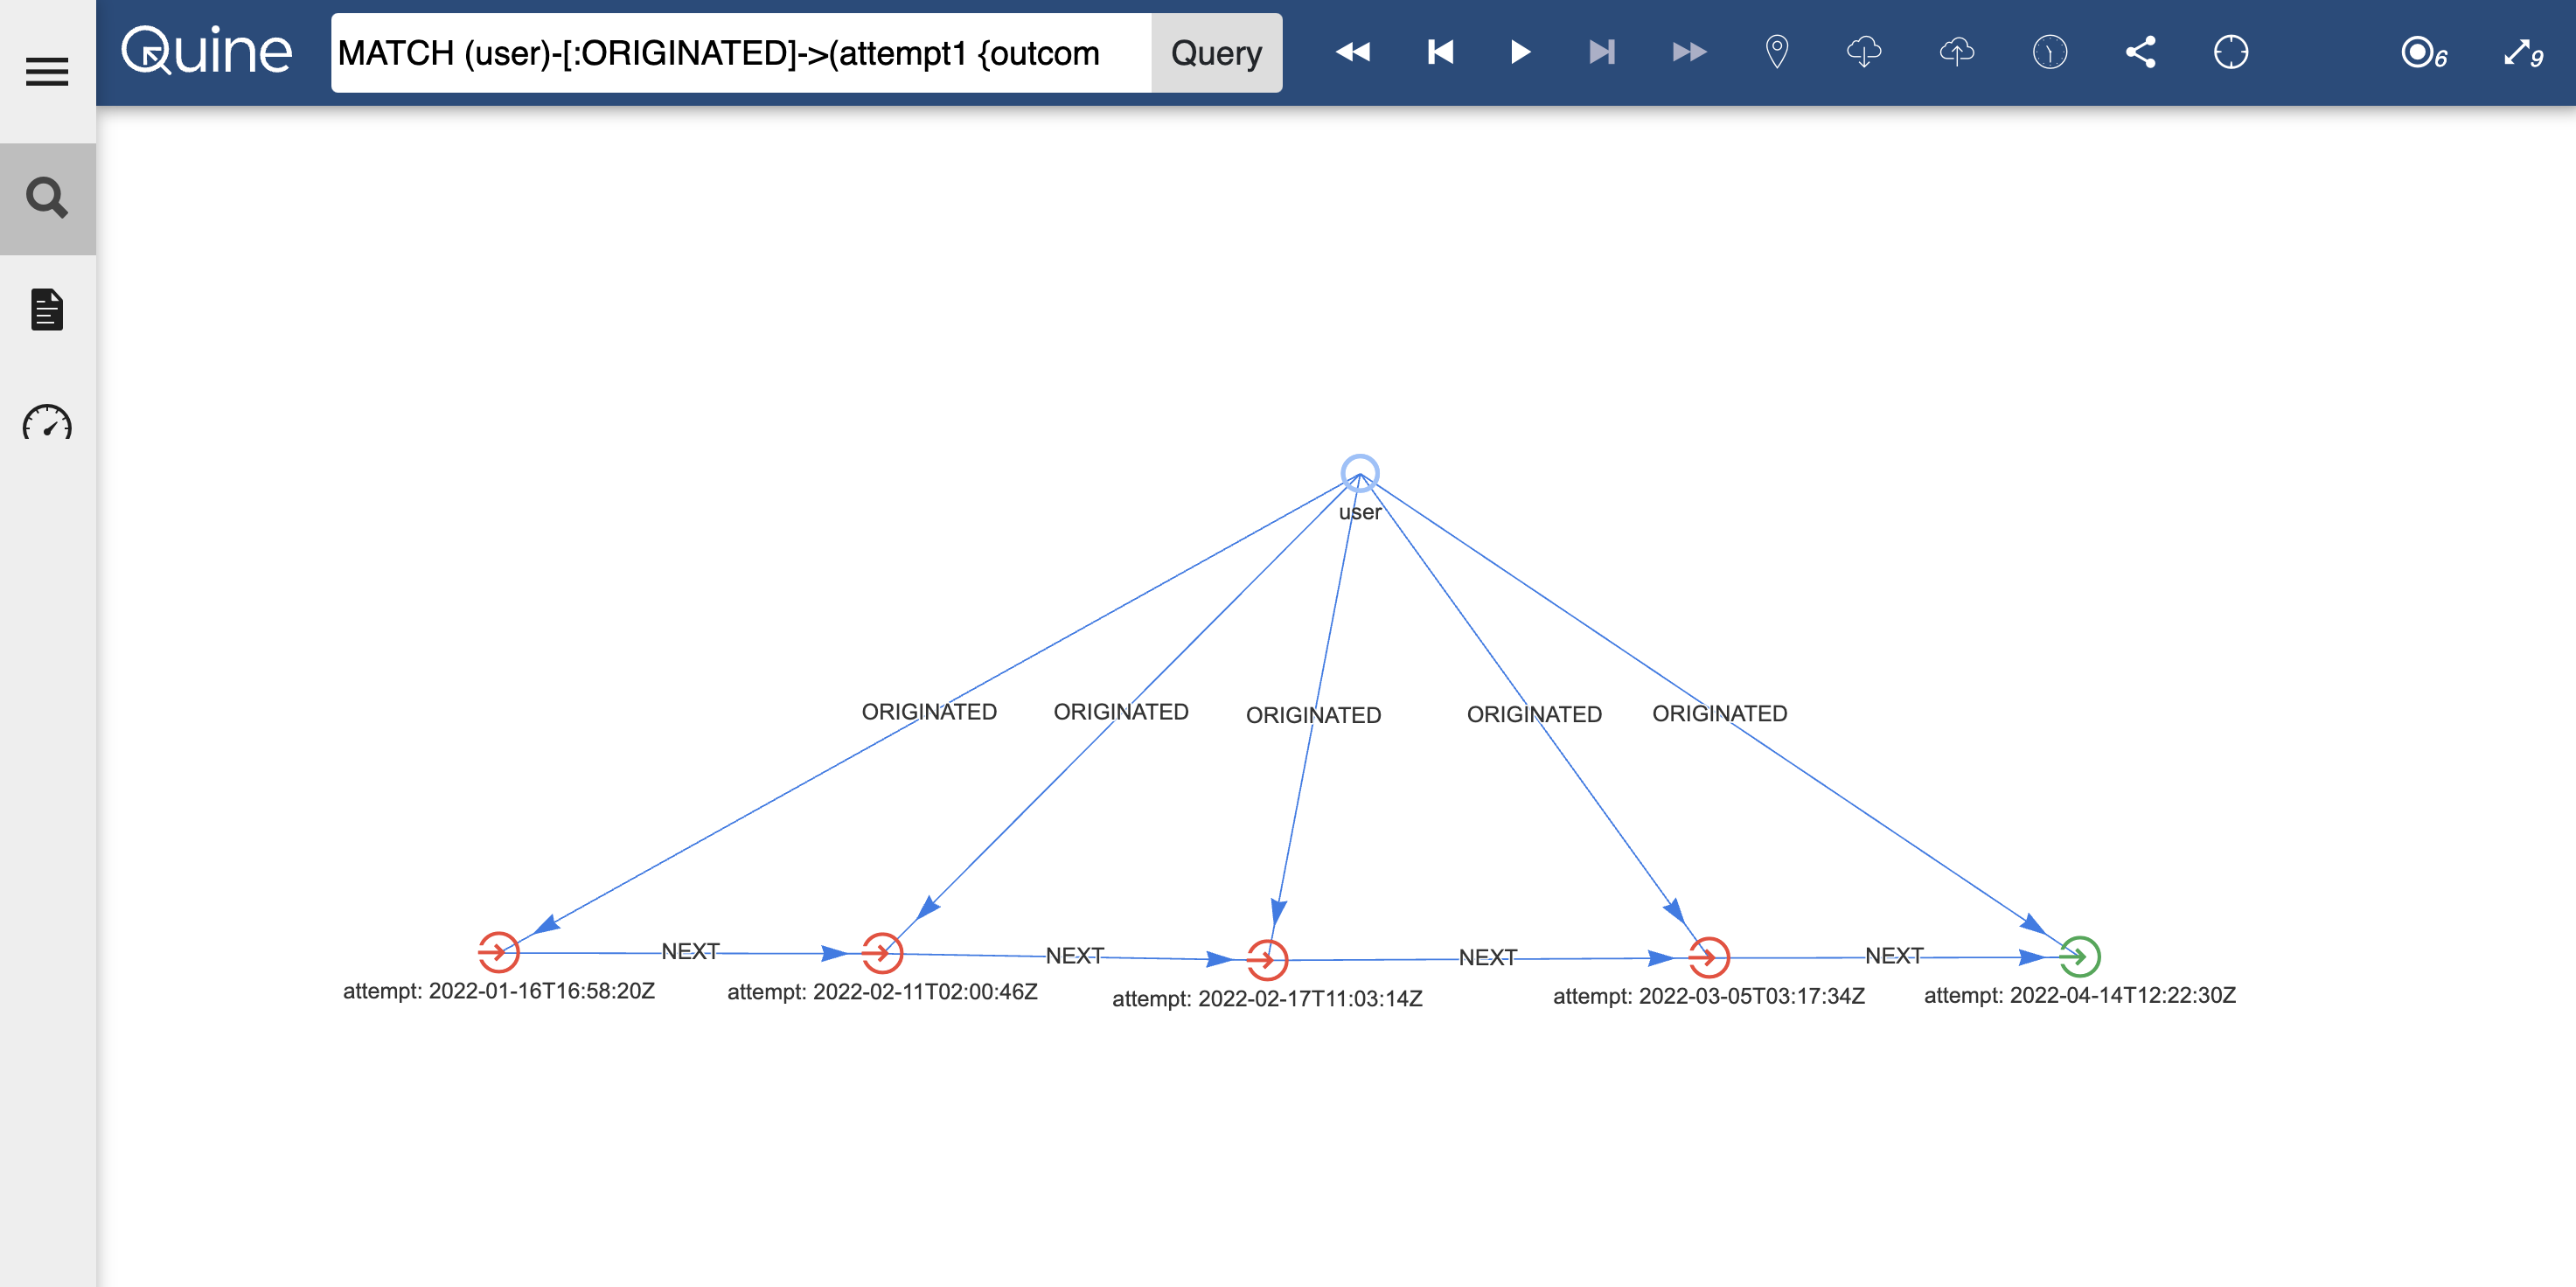 Quine
MATCH (user)-[:ORIGINATED]->(attempt1 {outcom
Query
6
9
user
ORIGINATED ORIGINATED ORIGINATED ORIGINATED ORIGINATED
NEXT NEXT NEXT NEXT
attempt: 2022-01-16T16:58:20Z
attempt: 2022-02-11T02:00:46Z
attempt: 2022-02-17T11:03:14Z
attempt: 2022-03-05T03:17:34Z
attempt: 2022-04-14T12:22:30Z